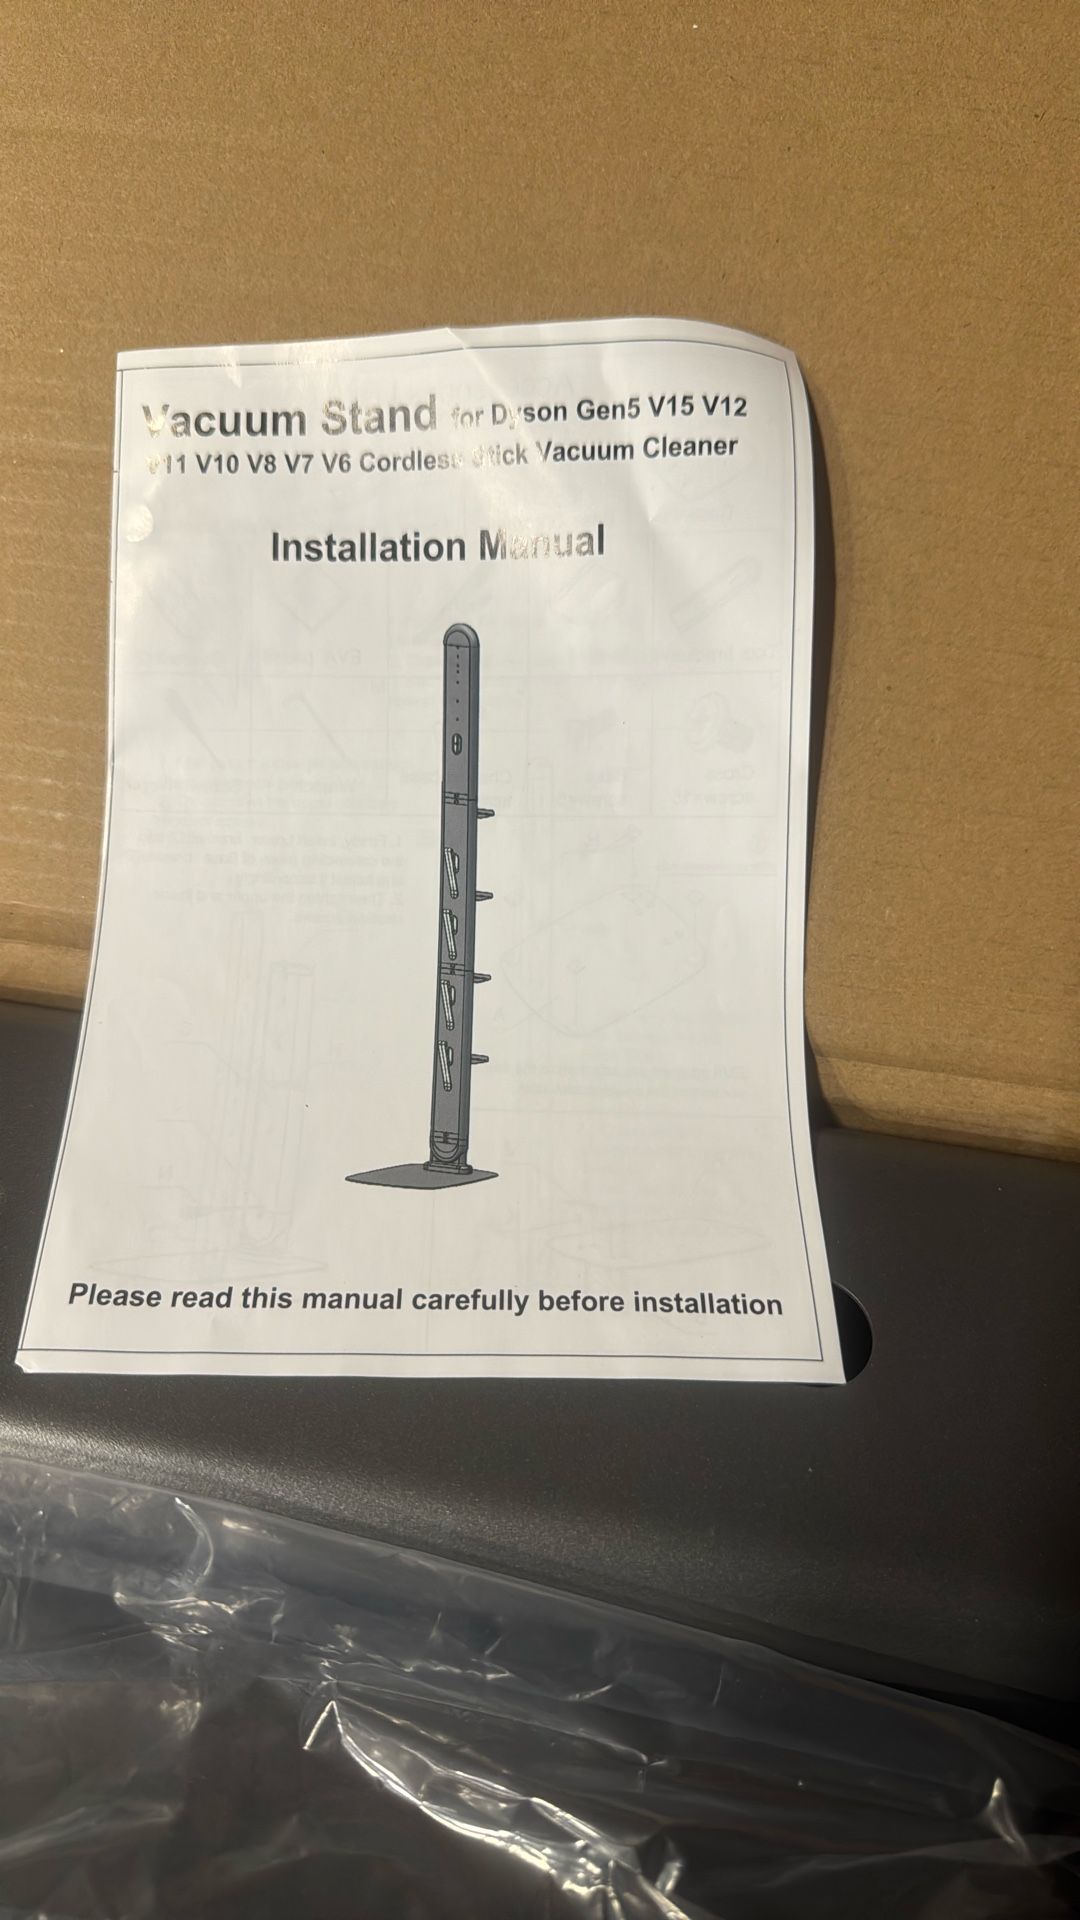 Vacuum Stand for Dyson Gen5 V15 V12
V11 V10 V8 V7 V6 Cordless Stick Vacuum Cleaner
Installation Manual
Please read this manual carefully before installation